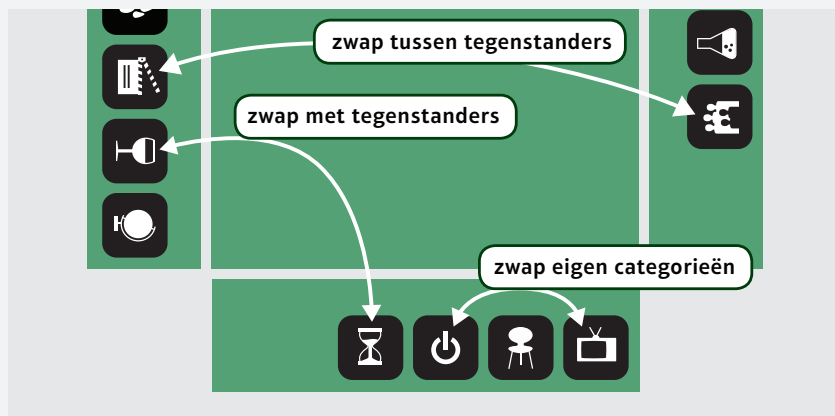 zwap tussen tegenstanders
zwap met tegenstanders
zwap eigen categorieën